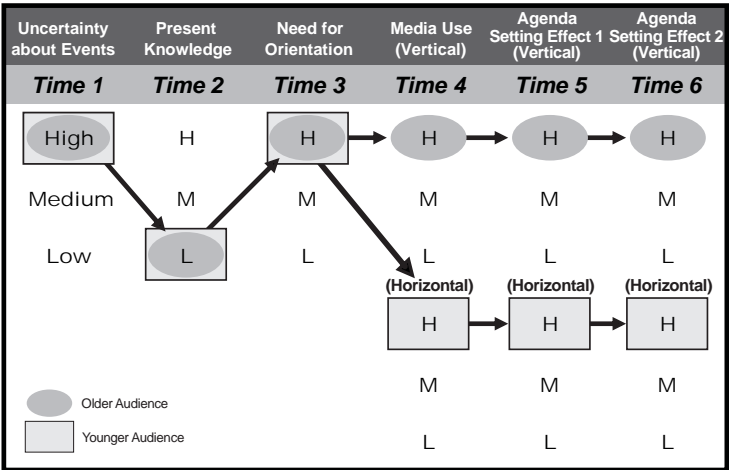 Uncertainty about Events
Present Knowledge
Need for Orientation
Media Use (Vertical)
Agenda Setting Effect 1 (Vertical)
Agenda Setting Effect 2 (Vertical)
Time 1 Time 2 Time 3 Time 4 Time 5 Time 6
High H H H H H
Medium M M M M M
Low L L L L L
(Horizontal) (Horizontal) (Horizontal)
H H H
M M M
L L L
Older Audience
Younger Audience